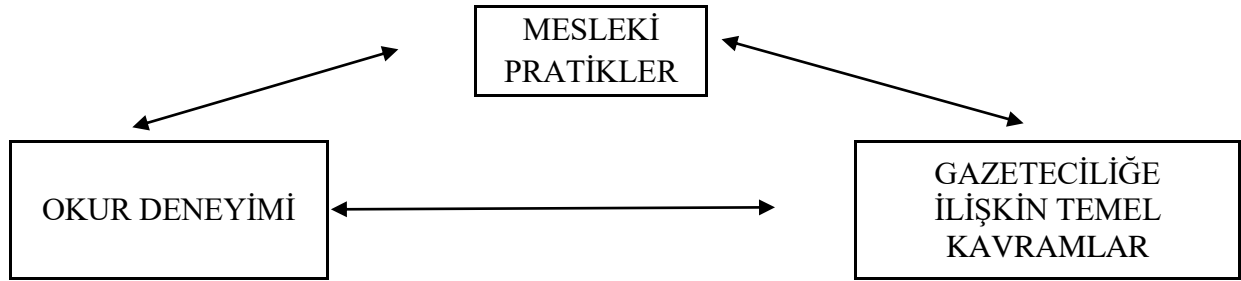 MESLEKİ
PRATİKLER
OKUR DENEYİMİ
GAZETECİLİĞE
İLİŞKİN TEMEL
KAVRAMLAR